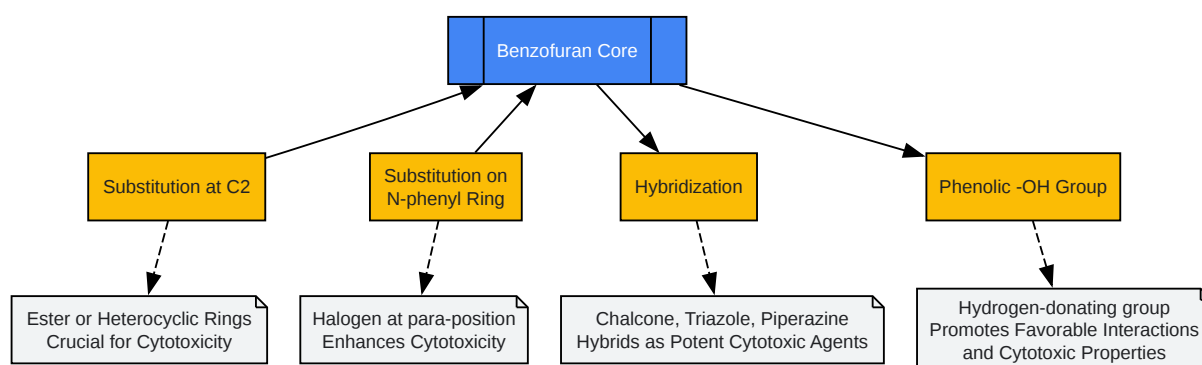 Benzofuran Core
Substitution at C2
Substitution on
N-phenyl Ring
Hybridization
Phenolic -OH Group
Ester or Heterocyclic Rings
Crucial for Cytotoxicity
Halogen at para-position
Enhances Cytotoxicity
Chalcone, Triazole, Piperazine
Hybrids as Potent Cytotoxic Agents
Hydrogen-donating group
Promotes Favorable Interactions
and Cytotoxic Properties